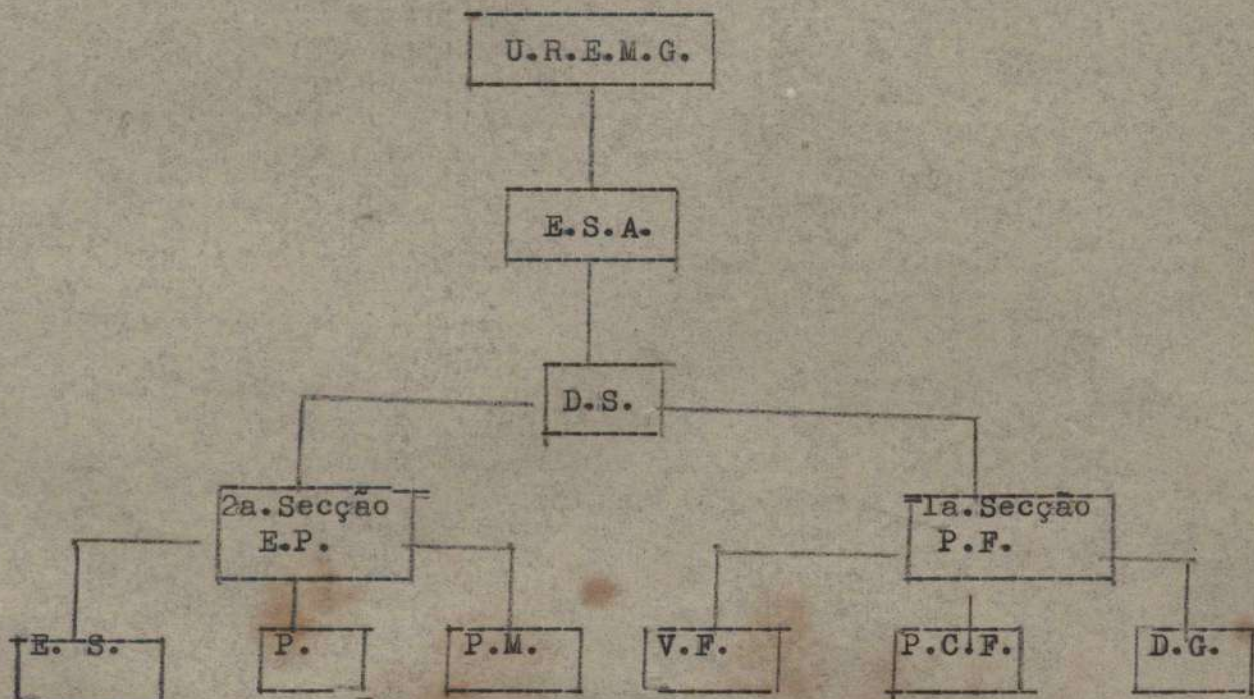 U.R.E.M.G.
E.S.A.
D.S.
2a.Secção
E.P.
1a.Secção
P.F.
E. S.
P.
P.M.
V.F.
P.C.F.
D.G.